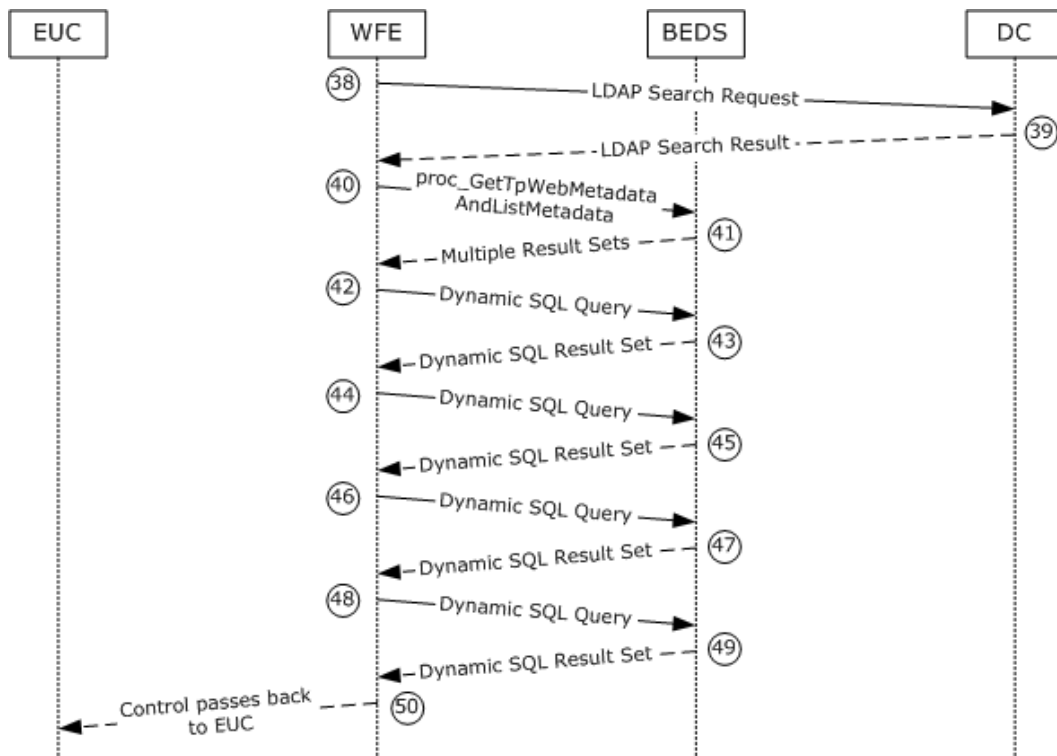 EUC
WFE
BEDS
DC
38
LDAP Search Request
39
LDAP Search Result
40
proc_GetTpWebMetadata
AndListMetadata
41
Multiple Result Sets
42
Dynamic SQL Query
43
Dynamic SQL Result Set
44
Dynamic SQL Query
45
Dynamic SQL Result Set
46
Dynamic SQL Query
47
Dynamic SQL Result Set
48
Dynamic SQL Query
49
Dynamic SQL Result Set
50
Control passes back
to EUC